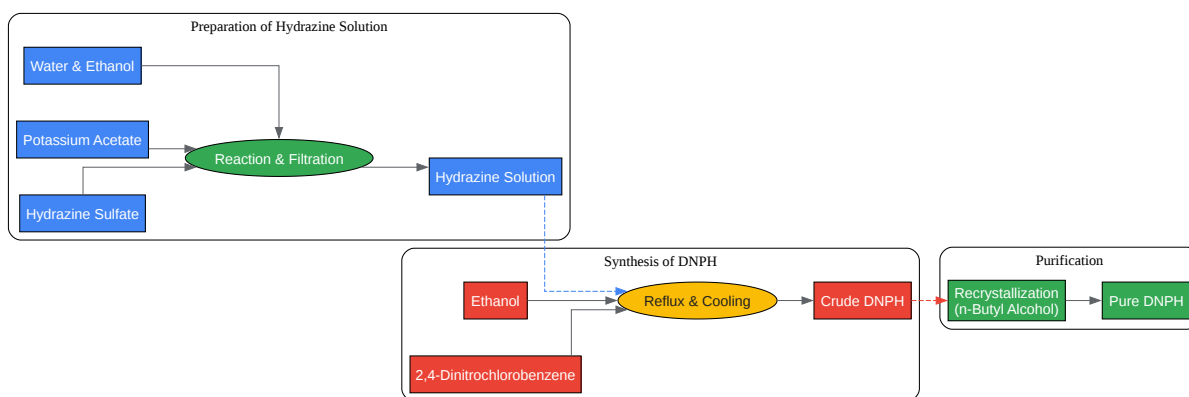 Preparation of Hydrazine Solution
Water & Ethanol
Potassium Acetate
Reaction & Filtration
Hydrazine Solution
Hydrazine Sulfate
Synthesis of DNPH
Ethanol
Reflux & Cooling
Crude DNPH
2,4-Dinitrochlorobenzene
Purification
Recrystallization
(n-Butyl Alcohol)
Pure DNPH